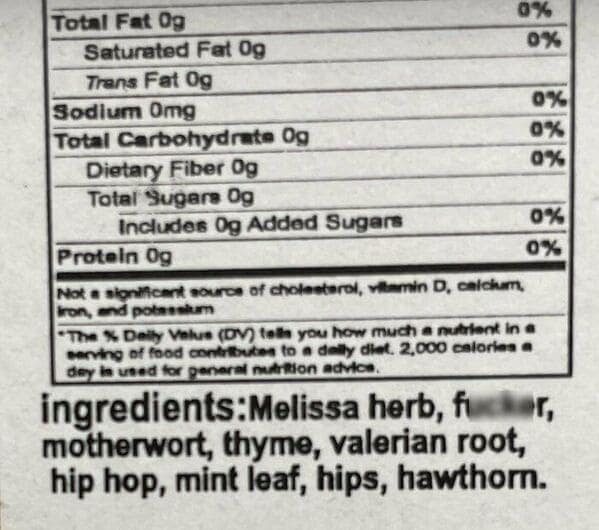 Total Fat 0g 0%
Saturated Fat 0g 0%
Trans Fat 0g
Sodium 0mg 0%
Total Carbohydrate 0g 0%
Dietary Fiber 0g 0%
Total Sugars 0g
Includes 0g Added Sugars 0%
Protein 0g 0%
Not a significant source of cholesterol, vitamin D, calcium,
iron, and potassium
*The % Daily Value (DV) tells you how much a nutrient in a
serving of food contributes to a daily diet. 2,000 calories a
day is used for general nutrition advice.
ingredients:Melissa herb,
motherwort, thyme, valerian root,
hip hop, mint leaf, hips, hawthorn.